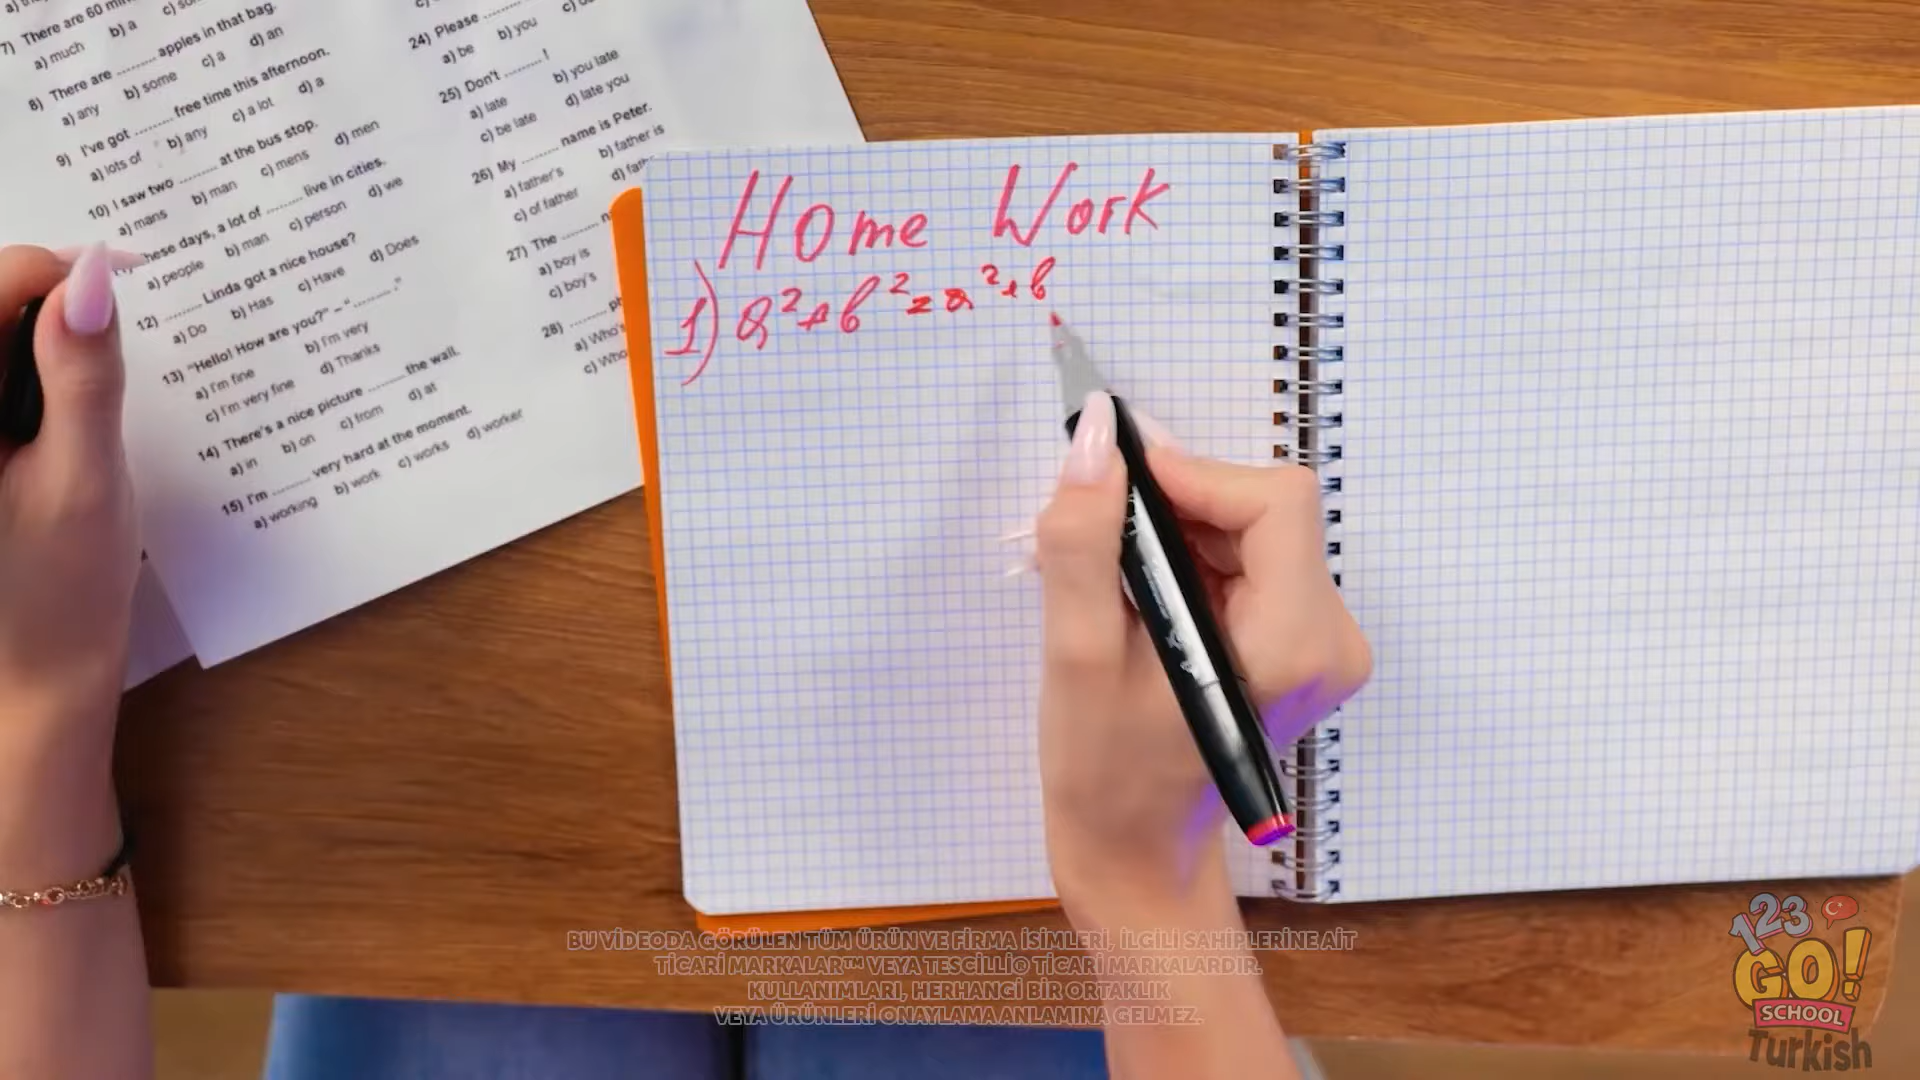 7) There are 60
a) much b) a
8) There are ......... apples in that bag.
a) any b) some c) a d) an
9) I've got ......... free time this afternoon.
a) lots of b) any c) a lot d) a
10) I saw two ......... at the bus stop.
a) mans b) man c) mens d) men
days, a lot of ......... live in cities.
a) people b) man c) person d) we
12) ......... Linda got a nice house?
a) Do b) Has c) Have d) Does
13) "Hello! How are you?" – "........."
a) I'm fine b) I'm very
c) I'm very fine d) Thanks
14) There's a nice picture ......... the wall.
a) in b) on c) from d) at
15) I'm ......... very hard at the moment.
a) working b) work c) works d) worker
24) Please .........
a) be b) you
25) Don't ......... !
a) late b) you late
c) be late d) late you
26) My ......... name is Peter.
a) father's b) father is
c) of father d)
27) The .........
a) boy is
c) boy's
28) .........
a) Who's
c) Who
Home Work
1) a²+b²=a²+b
BU VİDEODA GÖRÜLEN TÜM ÜRÜN VE FİRMA İSİMLERİ, İLGİLİ SAHİPLERİNE AİT
TİCARİ MARKALAR™ VEYA TESCİLLİ© TİCARİ MARKALARDIR.
KULLANIMLARI, HERHANGİ BİR ORTAKLIK
VEYA ÜRÜNLERİ ONAYLAMA ANLAMINA GELMEZ.
123
GO!
SCHOOL
Turkish